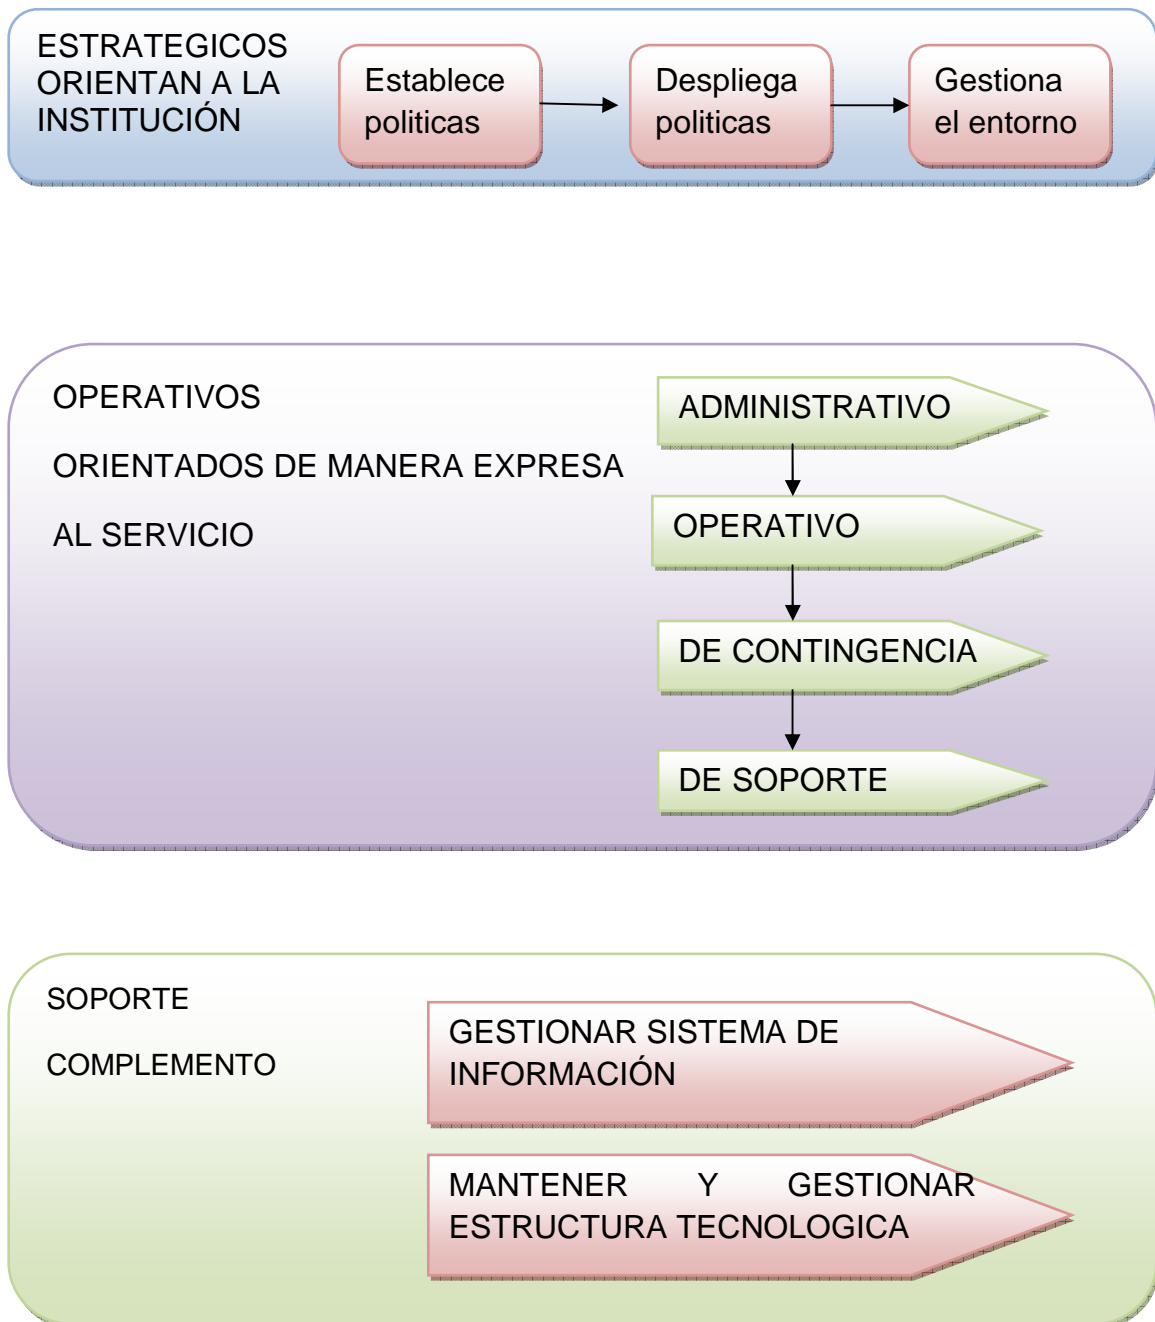 ESTRATEGICOS
ORIENTAN A LA
INSTITUCIÓN
Establece
politicas
Despliega
politicas
Gestiona
el entorno
OPERATIVOS
ORIENTADOS DE MANERA EXPRESA
AL SERVICIO
ADMINISTRATIVO
OPERATIVO
DE CONTINGENCIA
DE SOPORTE
SOPORTE
COMPLEMENTO
GESTIONAR SISTEMA DE
INFORMACIÓN
MANTENER Y GESTIONAR
ESTRUCTURA TECNOLOGICA